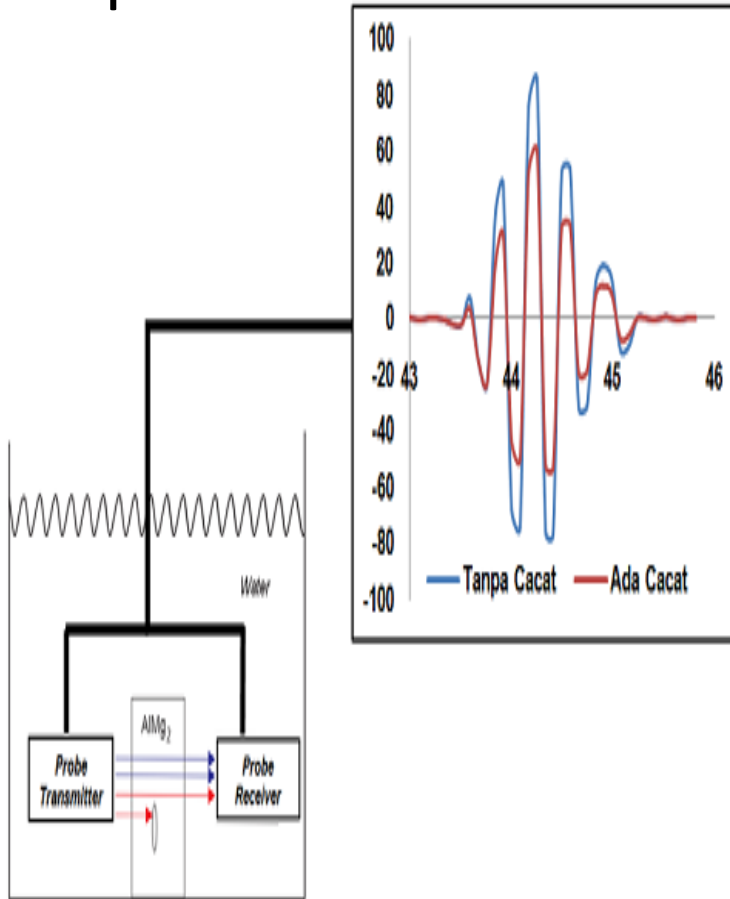 100
80
60
40
20
0
-20
43
44
45
46
-40
-60
-80
-100
Tanpa Cacat
Ada Cacat
Water
AlMg2
Probe
Transmitter
Probe
Receiver